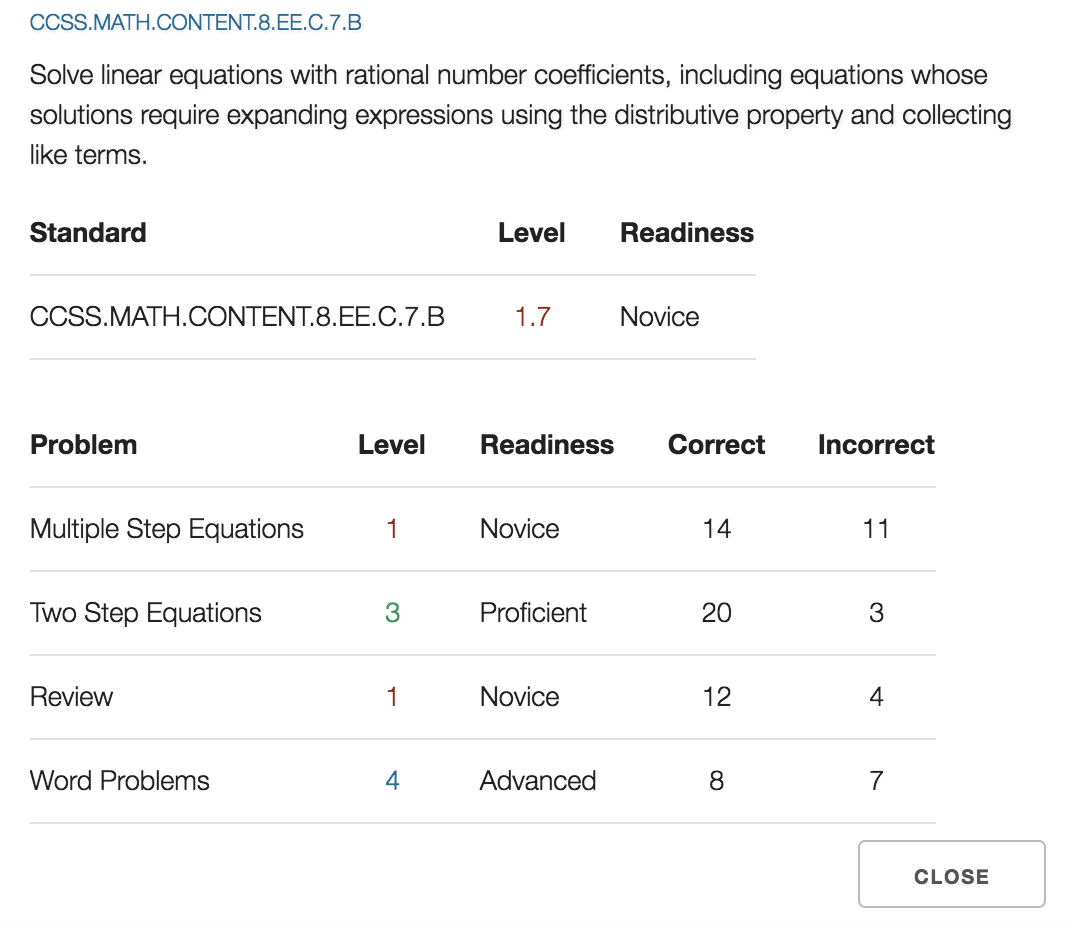 CCSS.MATH.CONTENT.8.EE.C.7.B
Solve linear equations with rational number coefficients, including equations whose
solutions require expanding expressions using the distributive property and collecting
like terms.
Standard Level Readiness
CCSS.MATH.CONTENT.8.EE.C.7.B 1.7 Novice
Problem Level Readiness Correct Incorrect
Multiple Step Equations 1 Novice 14 11
Two Step Equations 3 Proficient 20 3
Review 1 Novice 12 4
Word Problems 4 Advanced 8 7
CLOSE